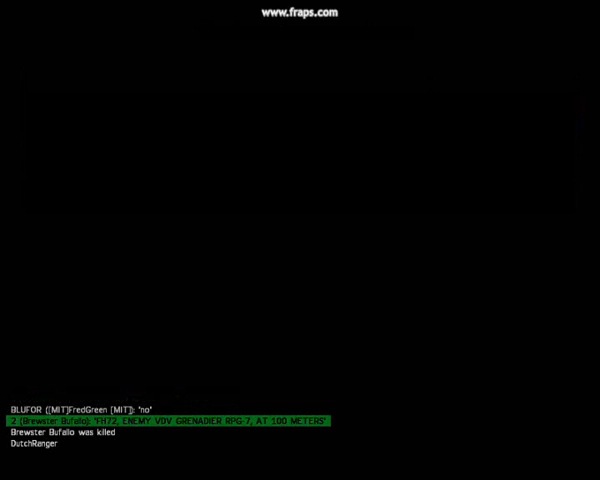 www.fraps.com
BLUFOR ([MIT]FredGreen [MIT]): "no"
2 (Brewster Bufallo): "FH72, ENEMY VDV GRENADIER RPG-7, AT 100 METERS"
Brewster Bufallo was killed
DutchRanger